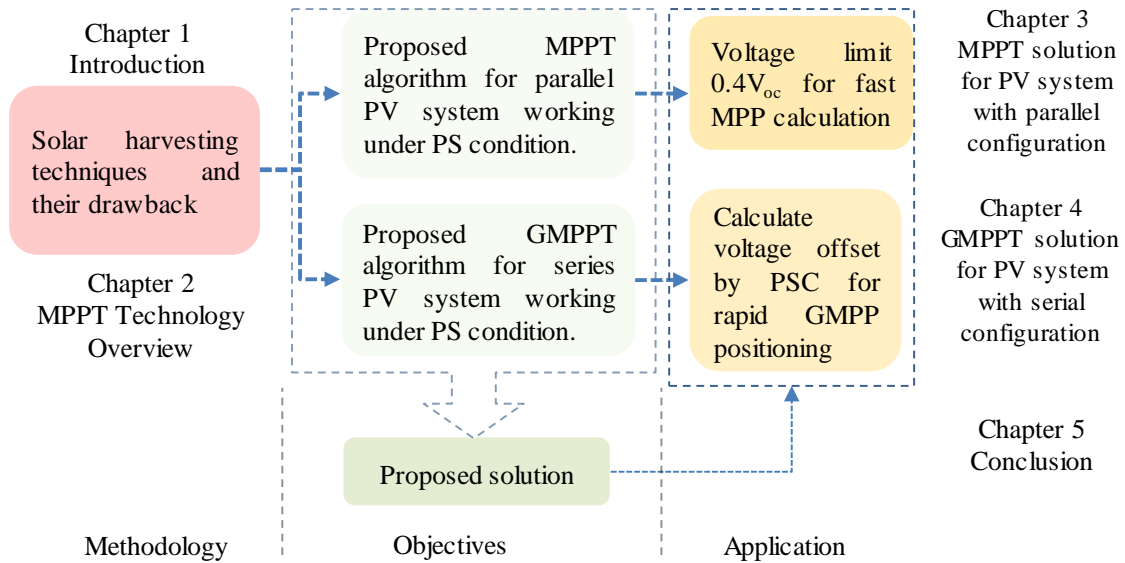 Chapter 1
Introduction
Solar harvesting
techniques and
their drawback
Chapter 2
MPPT Technology
Overview
Proposed MPPT
algorithm for parallel
PV system working
under PS condition.
Proposed GMPPT
algorithm for series
PV system working
under PS condition.
Proposed solution
Voltage limit
0.4Voc for fast
MPP calculation
Calculate
voltage offset
by PSC for
rapid GMPP
positioning
Chapter 3
MPPT solution
for PV system
with parallel
configuration
Chapter 4
GMPPT solution
for PV system
with serial
configuration
Chapter 5
Conclusion
Methodology
Objectives
Application